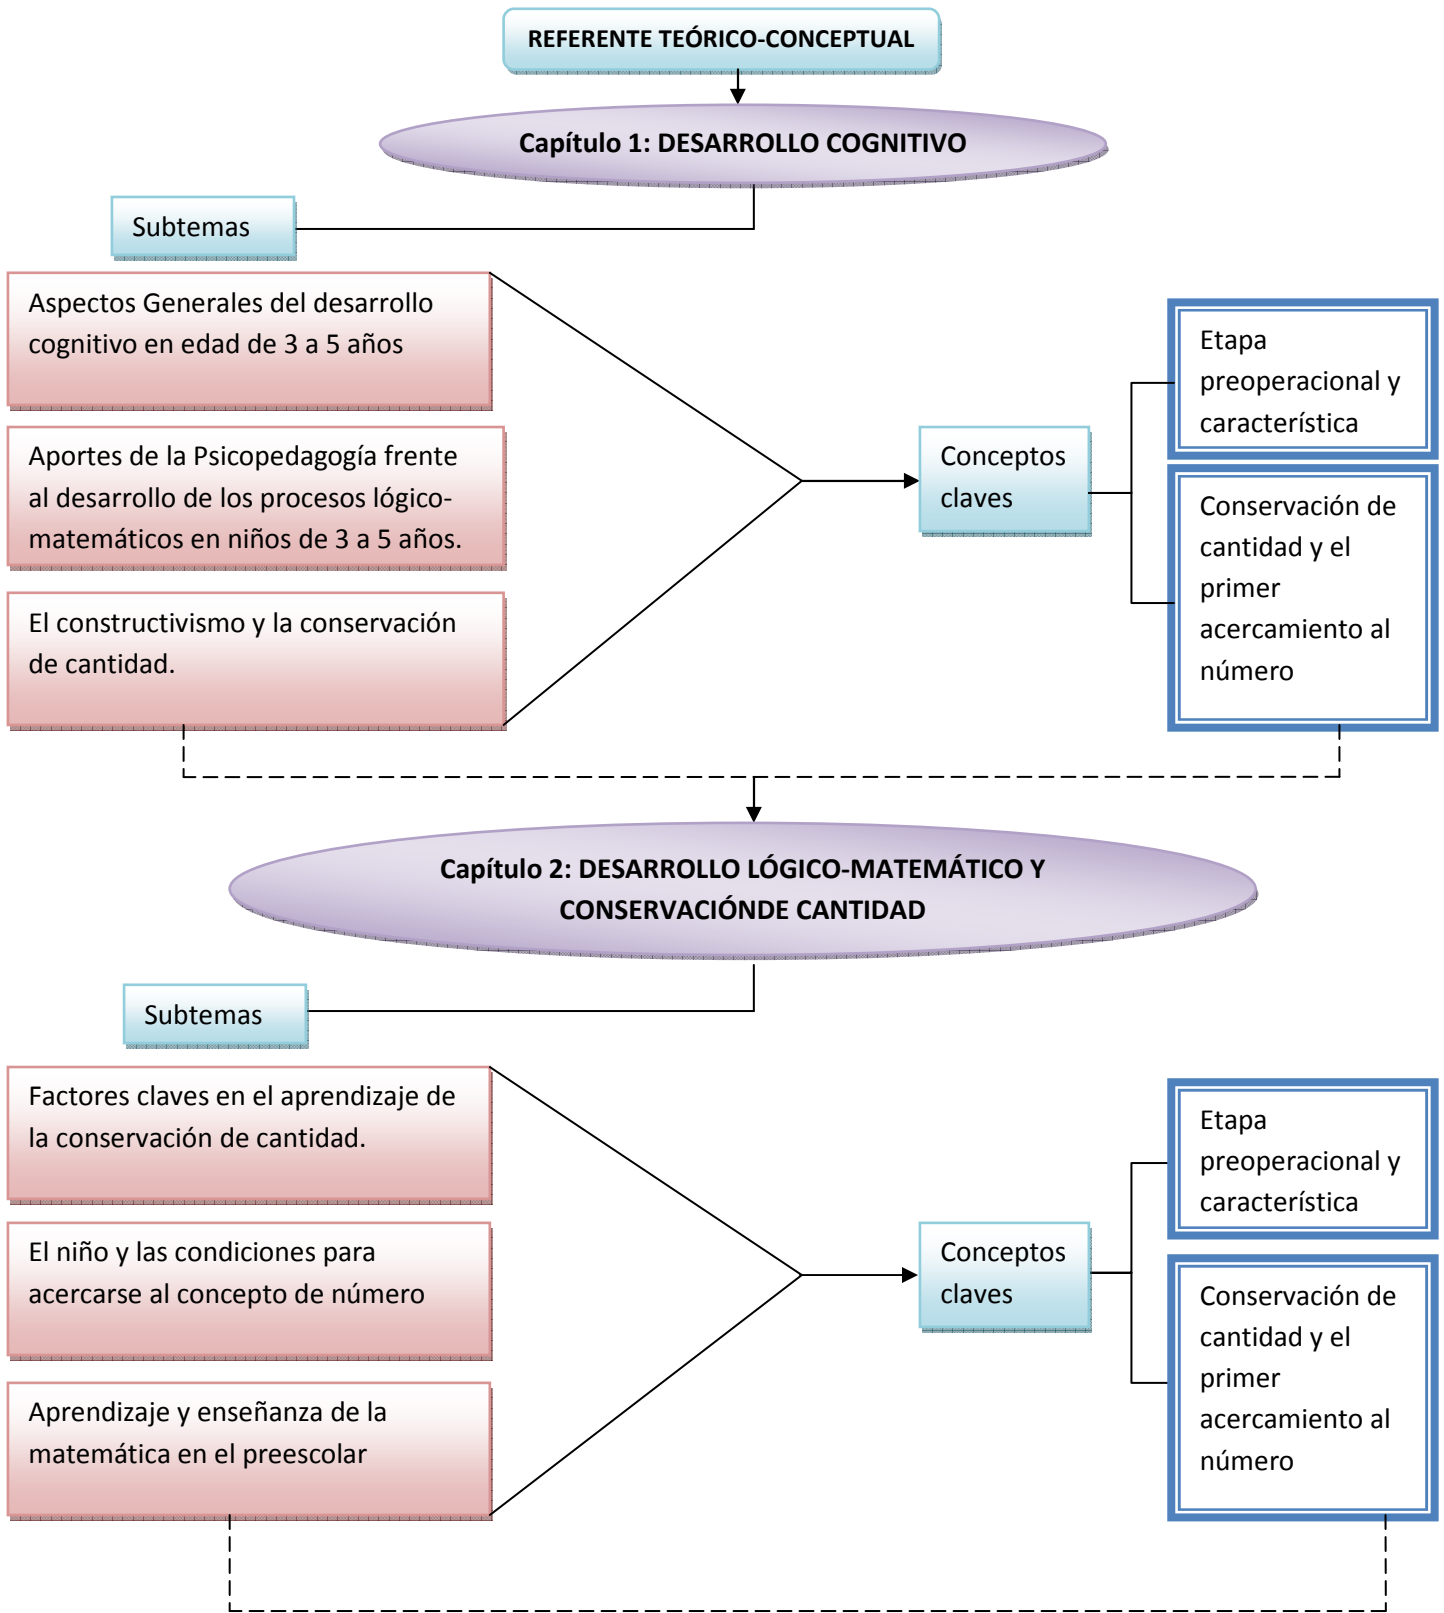 REFERENTE TEÓRICO-CONCEPTUAL
Capítulo 1: DESARROLLO COGNITIVO
Subtemas
Aspectos Generales del desarrollo
cognitivo en edad de 3 a 5 años
Aportes de la Psicopedagogía frente
al desarrollo de los procesos lógico-
matemáticos en niños de 3 a 5 años.
El constructivismo y la conservación
de cantidad.
Conceptos
claves
Etapa
preoperacional y
característica
Conservación de
cantidad y el
primer
acercamiento al
número
Capítulo 2: DESARROLLO LÓGICO-MATEMÁTICO Y
CONSERVACIÓNDE CANTIDAD
Subtemas
Factores claves en el aprendizaje de
la conservación de cantidad.
El niño y las condiciones para
acercarse al concepto de número
Aprendizaje y enseñanza de la
matemática en el preescolar
Conceptos
claves
Etapa
preoperacional y
característica
Conservación de
cantidad y el
primer
acercamiento al
número